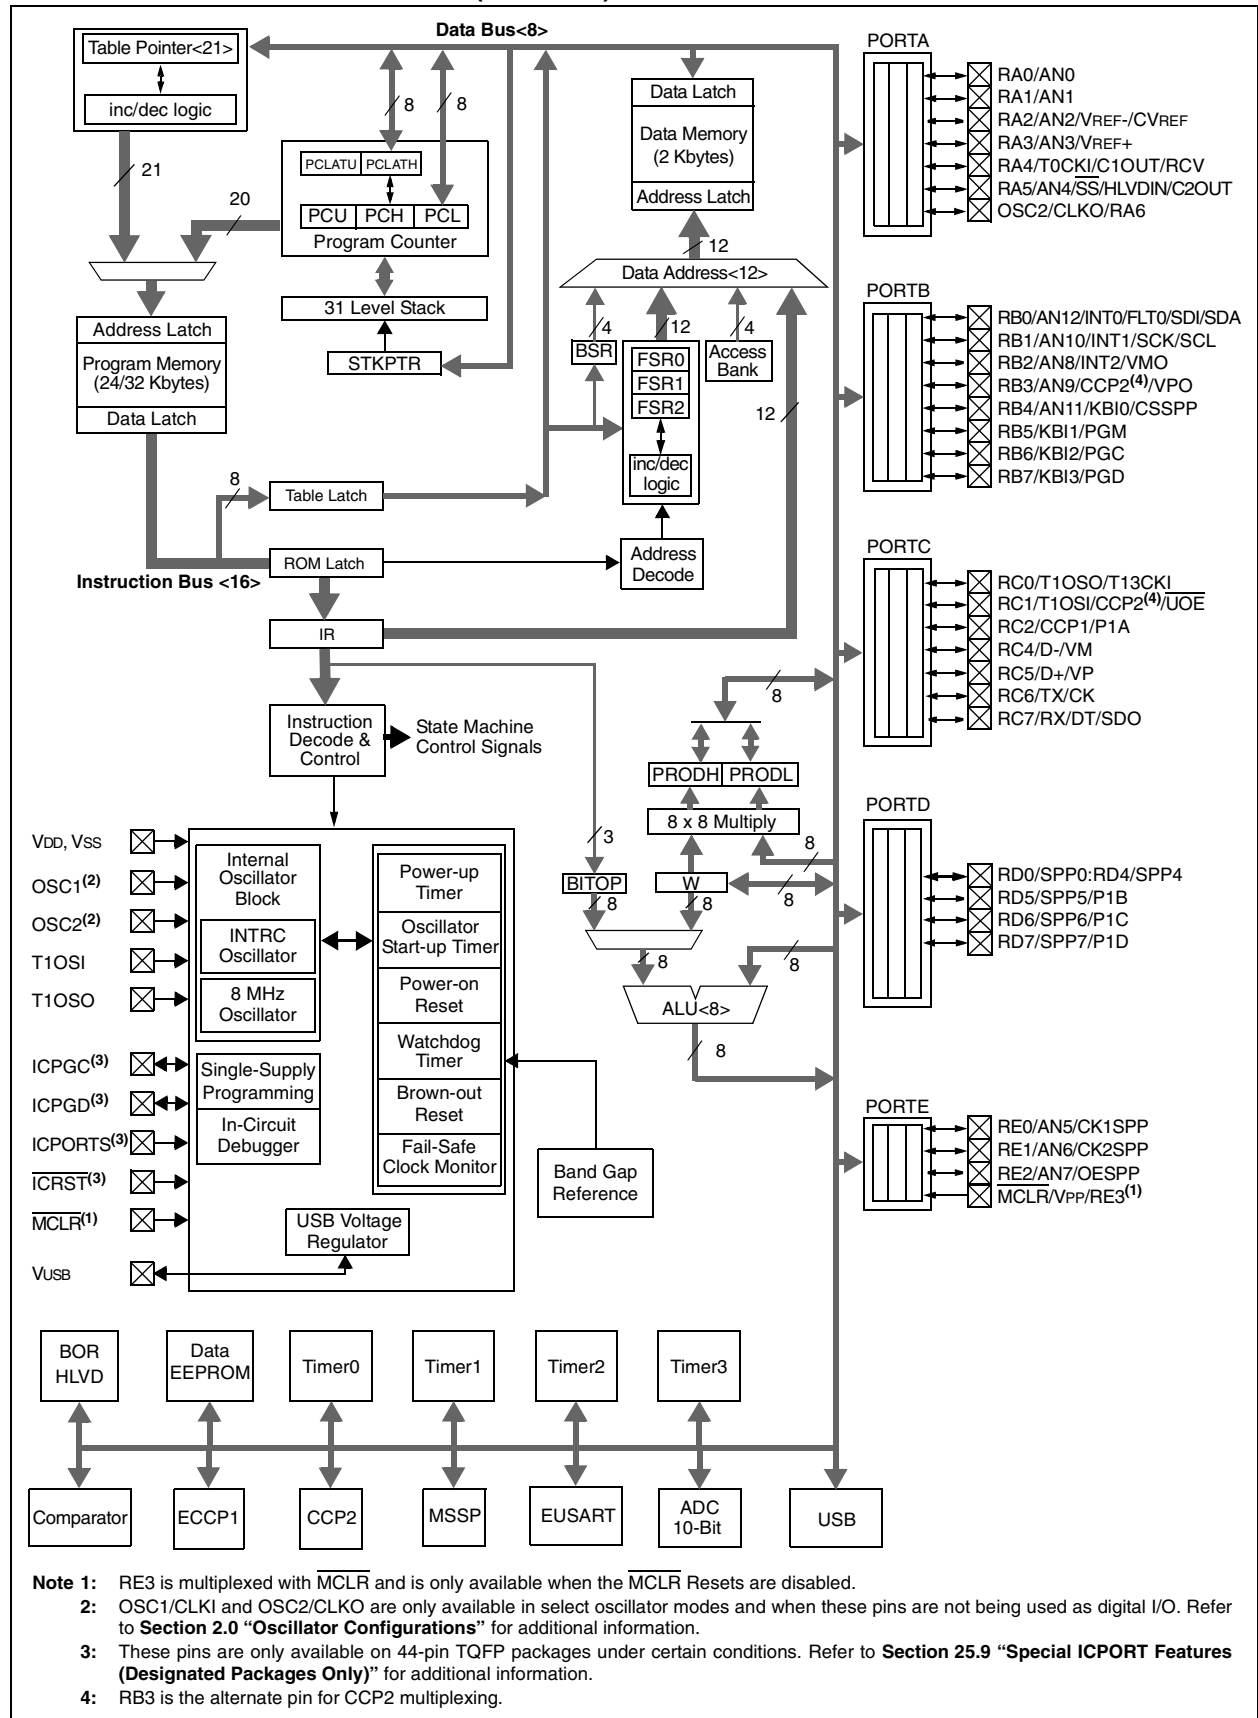 Data Bus<8>
Table Pointer<21>
inc/dec logic
21
20
8
8
PCLATU PCLATH
PCU PCH PCL
Program Counter
31 Level Stack
STKPTR
Address Latch
Program Memory
(24/32 Kbytes)
Data Latch
8
Table Latch
Instruction Bus <16>
ROM Latch
IR
Data Latch
Data Memory
(2 Kbytes)
Address Latch
12
Data Address<12>
4
12
4
BSR
FSR0
FSR1
FSR2
inc/dec
logic
Access
Bank
12
Address
Decode
Instruction
Decode &
Control
State Machine
Control Signals
8
PRODH PRODL
8 x 8 Multiply
3
8
BITOP
W
8
8
8
8
8
ALU<8>
8
VDD, VSS
OSC1(2)
OSC2(2)
T1OSI
T1OSO
ICPGC(3)
ICPGD(3)
ICPORTS(3)
ICRST(3)
MCLR(1)
VUSB
Internal
Oscillator
Block
INTRC
Oscillator
8 MHz
Oscillator
Single-Supply
Programming
In-Circuit
Debugger
Power-up
Timer
Oscillator
Start-up Timer
Power-on
Reset
Watchdog
Timer
Brown-out
Reset
Fail-Safe
Clock Monitor
Band Gap
Reference
USB Voltage
Regulator
PORTA
RA0/AN0
RA1/AN1
RA2/AN2/VREF-/CVREF
RA3/AN3/VREF+
RA4/T0CKI/C1OUT/RCV
RA5/AN4/SS/HLVDIN/C2OUT
OSC2/CLKO/RA6
PORTB
RB0/AN12/INT0/FLT0/SDI/SDA
RB1/AN10/INT1/SCK/SCL
RB2/AN8/INT2/VMO
RB3/AN9/CCP2(4)/VPO
RB4/AN11/KBI0/CSSPP
RB5/KBI1/PGM
RB6/KBI2/PGC
RB7/KBI3/PGD
PORTC
RC0/T1OSO/T13CKI
RC1/T1OSI/CCP2(4)/UOE
RC2/CCP1/P1A
RC4/D-/VM
RC5/D+/VP
RC6/TX/CK
RC7/RX/DT/SDO
PORTD
RD0/SPP0:RD4/SPP4
RD5/SPP5/P1B
RD6/SPP6/P1C
RD7/SPP7/P1D
PORTE
RE0/AN5/CK1SPP
RE1/AN6/CK2SPP
RE2/AN7/OESPP
MCLR/VPP/RE3(1)
BOR
HLVD
Data
EEPROM
Timer0
Timer1
Timer2
Timer3
Comparator
ECCP1
CCP2
MSSP
EUSART
ADC
10-Bit
USB
Note 1: RE3 is multiplexed with MCLR and is only available when the MCLR Resets are disabled.
2: OSC1/CLKI and OSC2/CLKO are only available in select oscillator modes and when these pins are not being used as digital I/O. Refer
to Section 2.0 “Oscillator Configurations” for additional information.
3: These pins are only available on 44-pin TQFP packages under certain conditions. Refer to Section 25.9 “Special ICPORT Features
(Designated Packages Only)” for additional information.
4: RB3 is the alternate pin for CCP2 multiplexing.